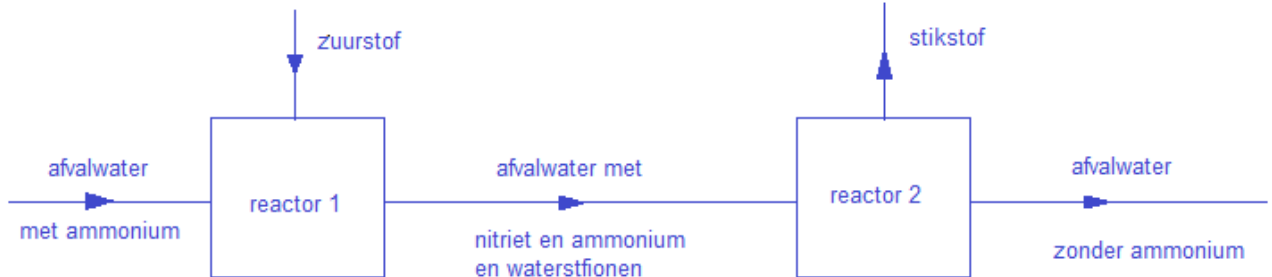 zuurstof
stikstof
afvalwater
met ammonium
reactor 1
afvalwater met
nitriet en ammonium
en waterstfionen
reactor 2
afvalwater
zonder ammonium